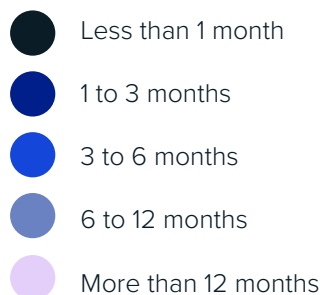 Less than 1 month
1 to 3 months
3 to 6 months
6 to 12 months
More than 12 months